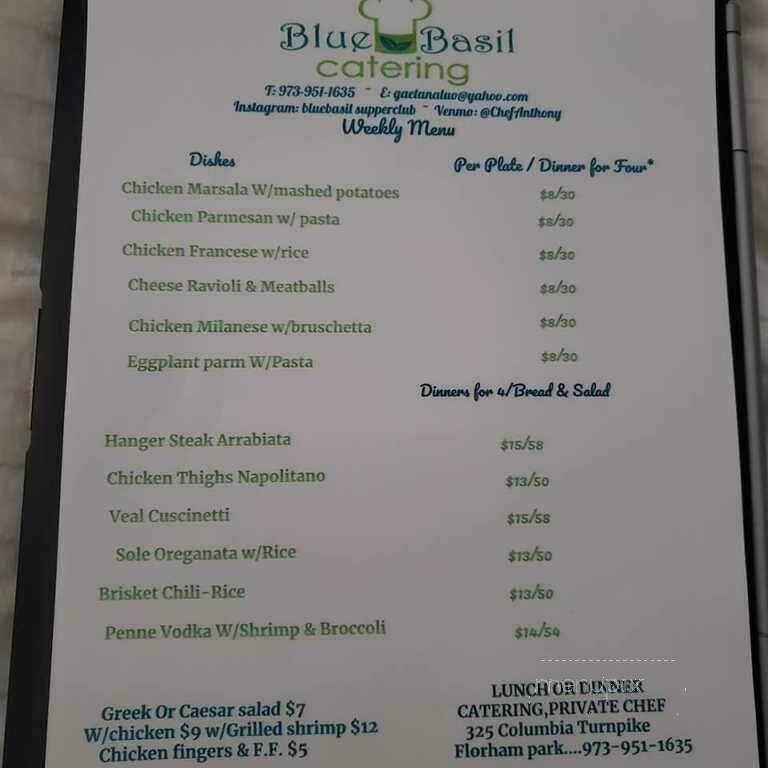 Blue Basil
catering
T: 973-951-1635 ~ E: gaetanaluo@yahoo.com
Instagram: bluebasil supperclub ~ Venmo: @ChefAnthony
Weekly Menu
Dishes Per Plate / Dinner for Four*
Chicken Marsala W/mashed potatoes $8/30
Chicken Parmesan w/ pasta $8/30
Chicken Francese w/rice $8/30
Cheese Ravioli & Meatballs $8/30
Chicken Milanese w/bruschetta $8/30
Eggplant parm W/Pasta $8/30
Dinners for 4/Bread & Salad
Hanger Steak Arrabiata $15/58
Chicken Thighs Napolitano $13/50
Veal Cuscinetti $15/58
Sole Oreganata w/Rice $13/50
Brisket Chili-Rice $13/50
Penne Vodka W/Shrimp & Broccoli $14/54
Greek Or Caesar salad $7
W/chicken $9 w/Grilled shrimp $12
Chicken fingers & F.F. $5
LUNCH OR DINNER
CATERING,PRIVATE CHEF
325 Columbia Turnpike
Florham park....973-951-1635